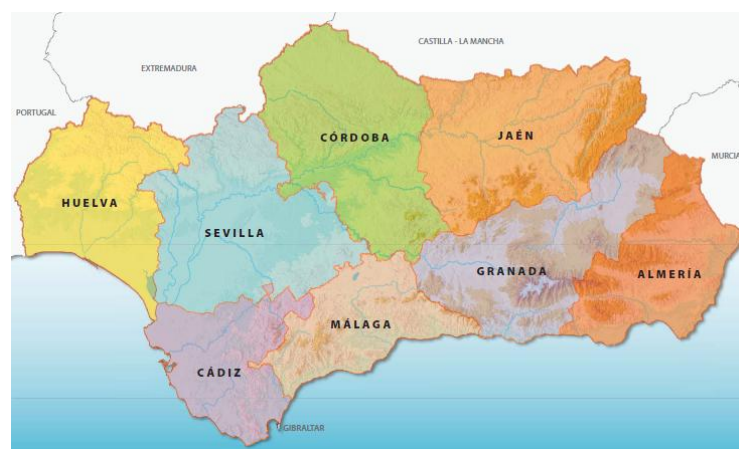 CASTILLA - LA MANCHA
EXTREMADURA
PORTUGAL
CÓRDOBA
JAÉN
MURCIA
HUELVA
SEVILLA
GRANADA
ALMERÍA
MÁLAGA
CÁDIZ
GIBRALTAR